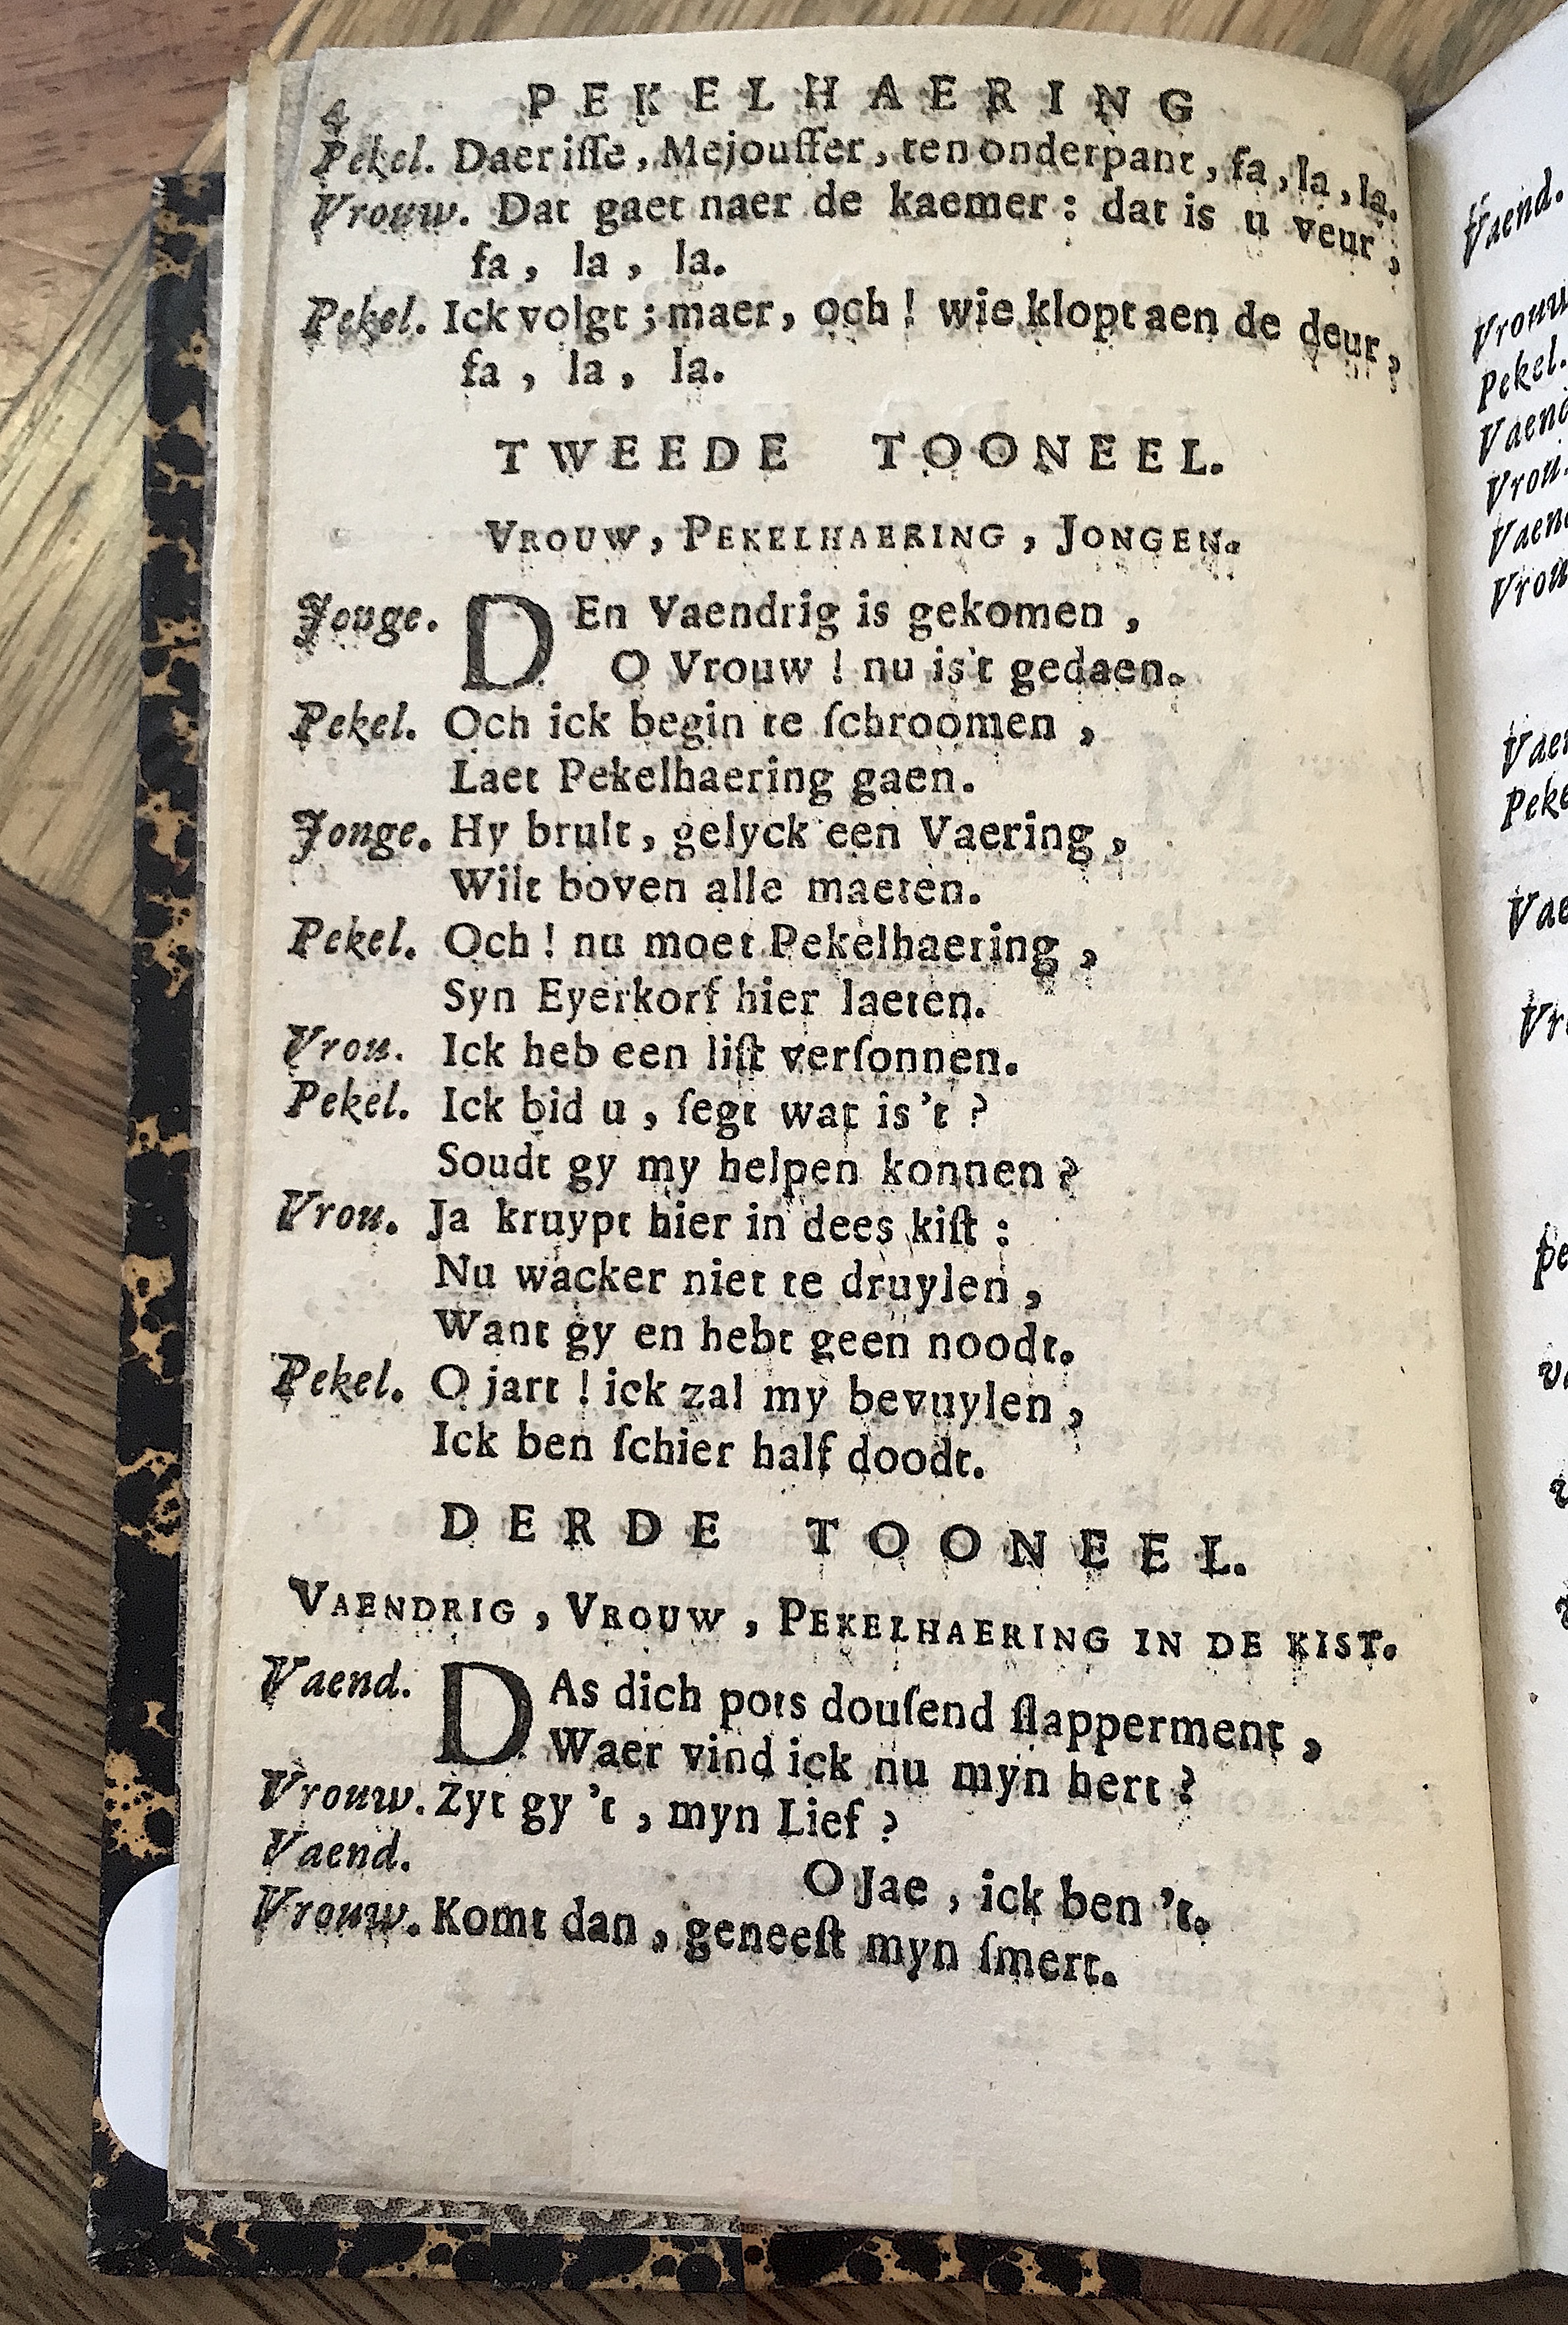 4 PEKELHAERING
Pekel. Daer iſſe, Mejouffer, ten onderpant, fa, la, la.
Vrouw. Dat gaet naer de kaemer: dat is u veur,
fa, la, la.
Pekel. Ick volgt; maer, och! wie klopt aen de deur,
fa, la, la.
TWEEDE TOONEEL.
VROUW, PEKELHAERING, JONGEN.
Jonge. DEn Vaendrig is gekomen,
O Vrouw! nu is't gedaen.
Pekel. Och ick begin te ſchroomen,
Laet Pekelhaering gaen.
Jonge. Hy brult, gelyck een Vaering,
Wilt boven alle maeten.
Pekel. Och! nu moet Pekelhaering,
Syn Eyerkorf hier laeten.
Vrou. Ick heb een liſt verſonnen.
Pekel. Ick bid u, ſegt wat is 't?
Soudt gy my helpen konnen?
Vrou. Ja kruypt hier in dees kiſt:
Nu wacker niet te druylen,
Want gy en hebt geen noodt.
Pekel. O jart! ick zal my bevuylen,
Ick ben ſchier half doodt.
DERDE TOONEEL.
VAENDRIG, VROUW, PEKELHAERING IN DE KIST.
Vaend. DAs dich pots douſend ſlapperment,
Waer vind ick nu myn hert?
Vrouw. Zyt gy 't, myn Lief?
Vaend. O Jae, ick ben 't.
Vrouw. Komt dan, geneeſt myn ſmert.
Vaend.
Pekel.